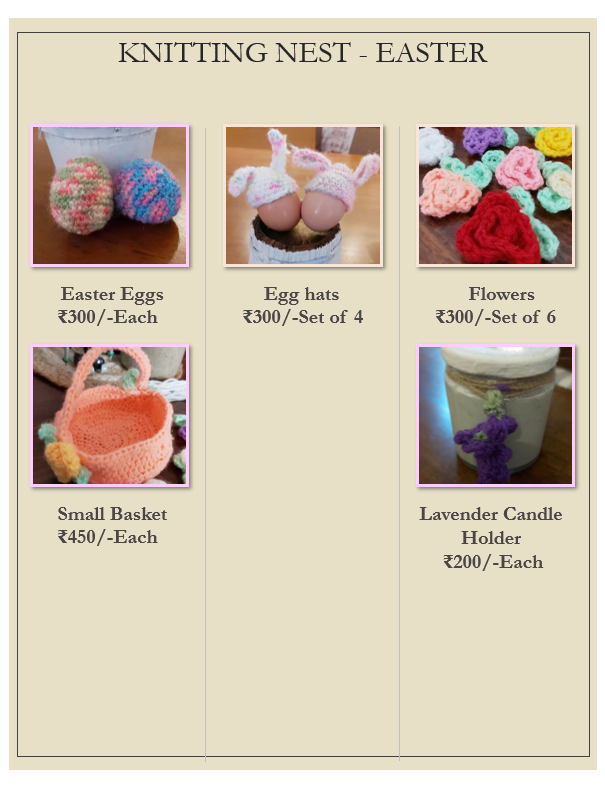 KNITTING NEST - EASTER
Easter Eggs
₹300/-Each
Egg hats
₹300/-Set of 4
Flowers
₹300/-Set of 6
Small Basket
₹450/-Each
Lavender Candle
Holder
₹200/-Each